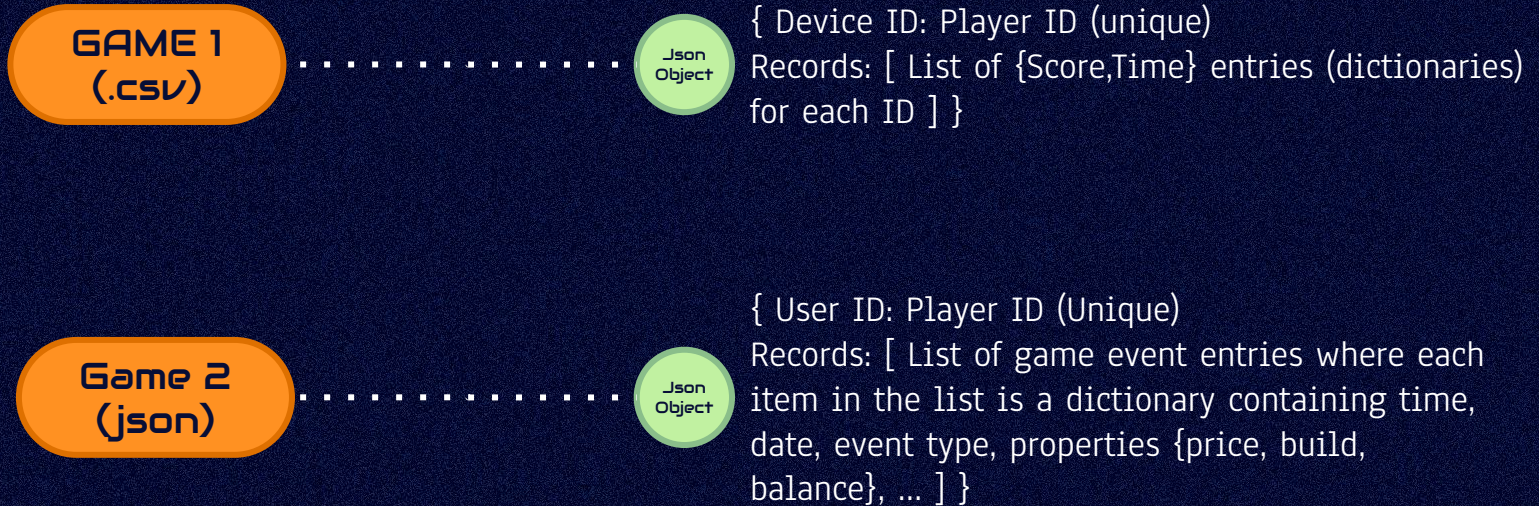 GAME 1
(.csv)
Json
Object
{ Device ID: Player ID (unique)
Records: [ List of {Score,Time} entries (dictionaries)
for each ID ] }
Game 2
(json)
Json
Object
{ User ID: Player ID (Unique)
Records: [ List of game event entries where each
item in the list is a dictionary containing time,
date, event type, properties {price, build,
balance}, ... ] }